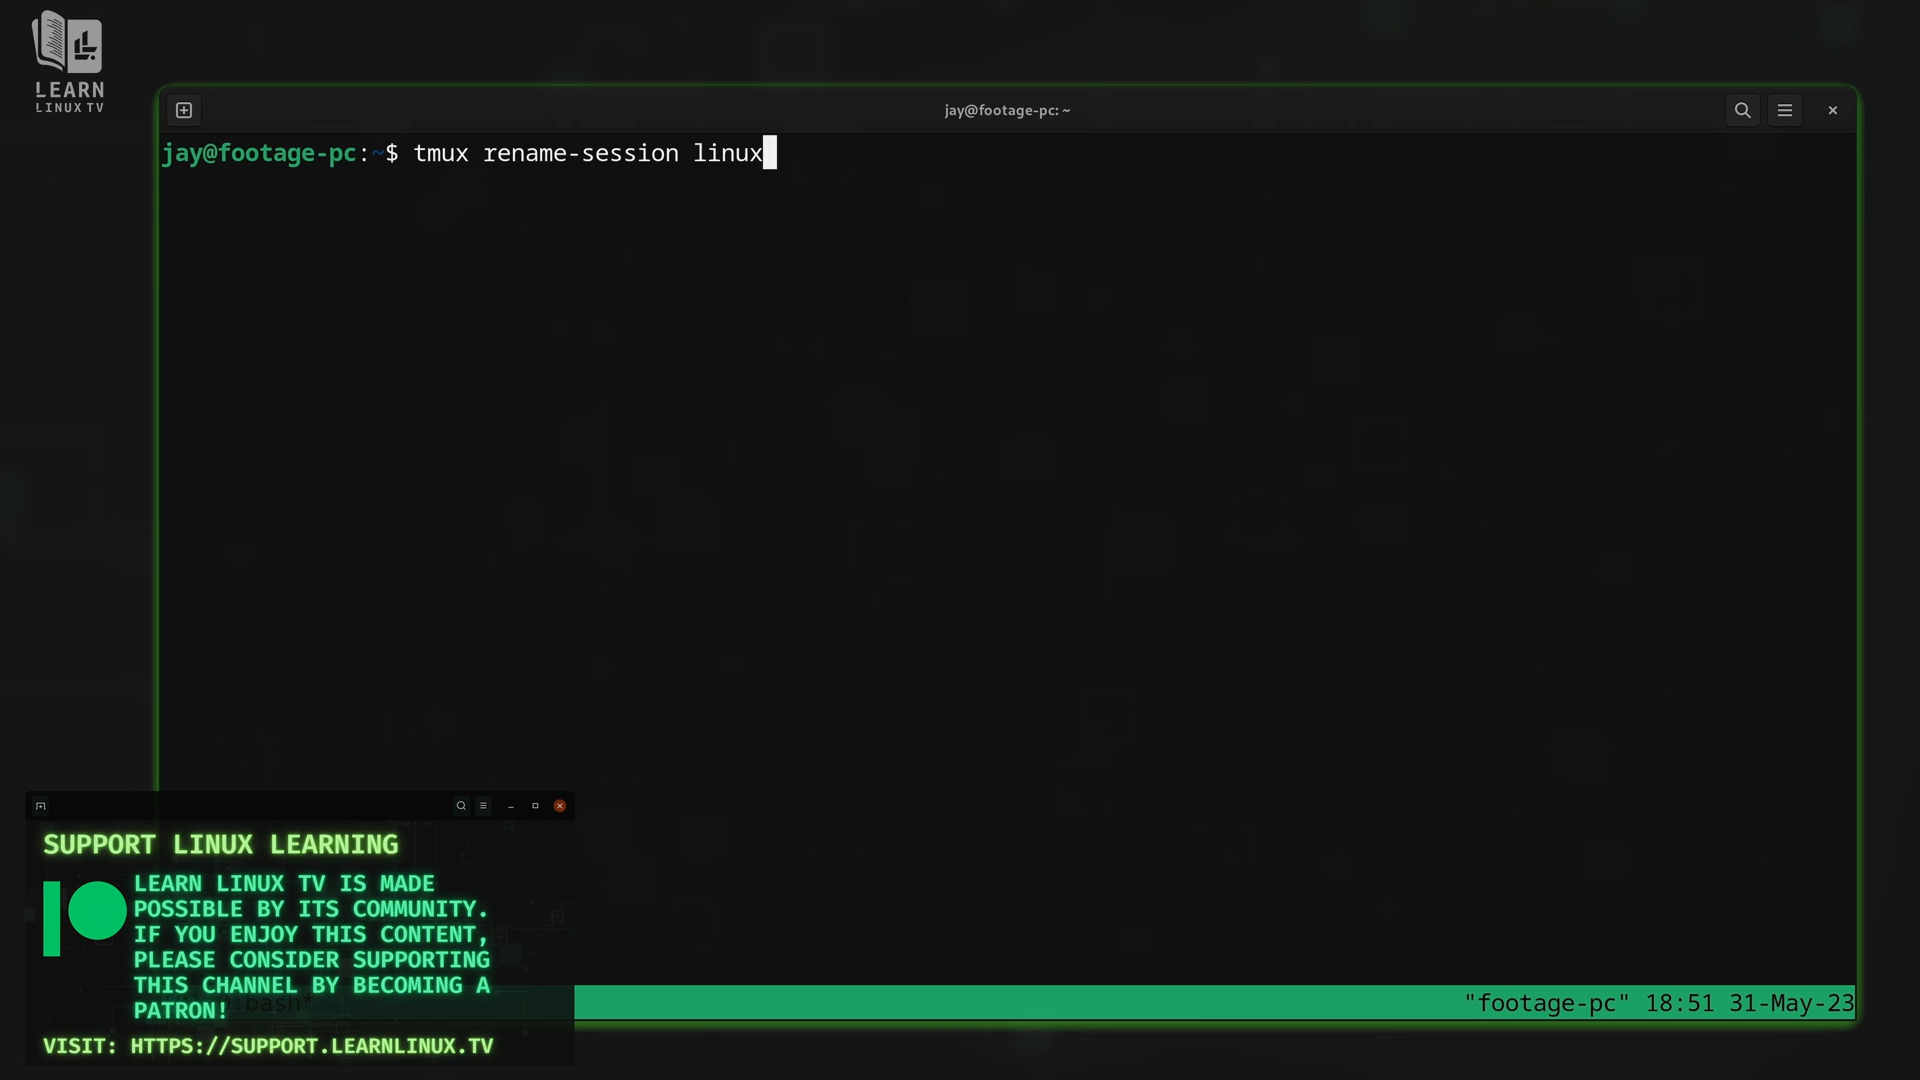 LEARN
LINUX TV
jay@footage-pc: ~
jay@footage-pc:~$ tmux rename-session linux
SUPPORT LINUX LEARNING
LEARN LINUX TV IS MADE
POSSIBLE BY ITS COMMUNITY.
IF YOU ENJOY THIS CONTENT,
PLEASE CONSIDER SUPPORTING
THIS CHANNEL BY BECOMING A
PATRON!
VISIT: HTTPS://SUPPORT.LEARNLINUX.TV
0:bash* "footage-pc" 18:51 31-May-23